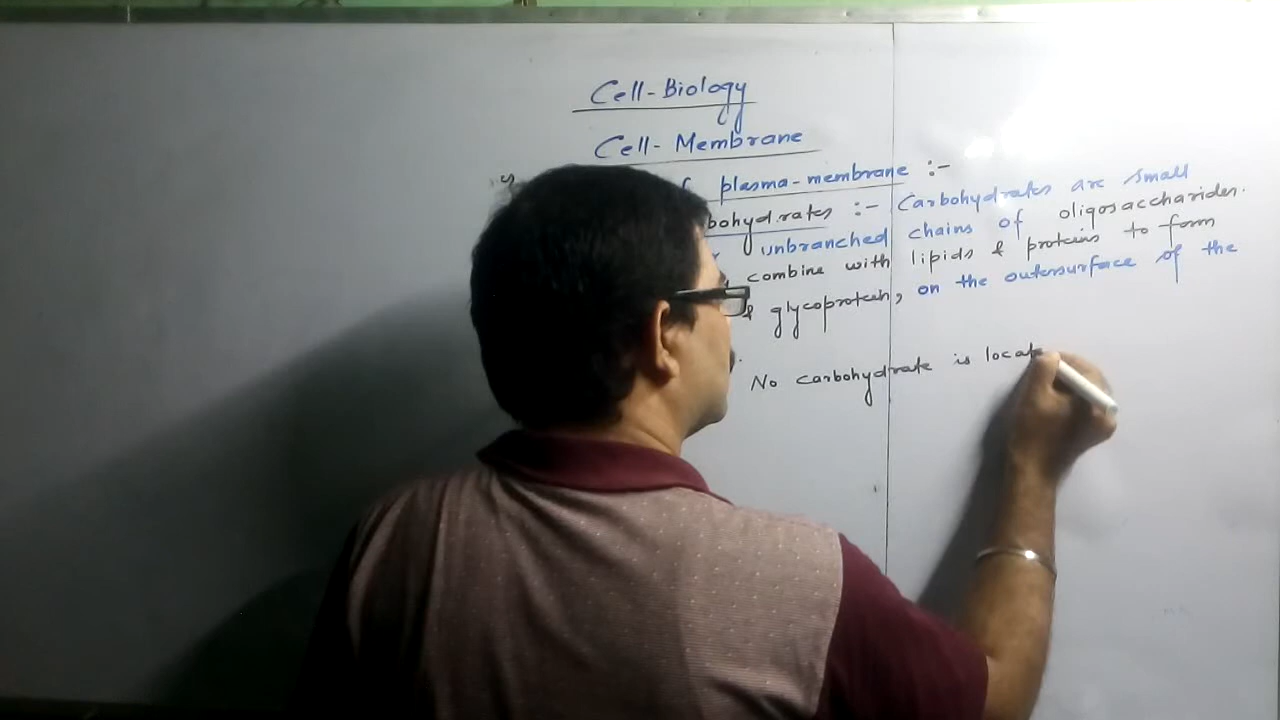 Cell-Biology
Cell-Membrane
plasma-membrane :-
bohydrates :- Carbohydrates are small
unbranched chains of oligosaccharides.
combine with lipids & proteins to form
& glycoprotein, on the outersurface of the
No carbohydrate is locat